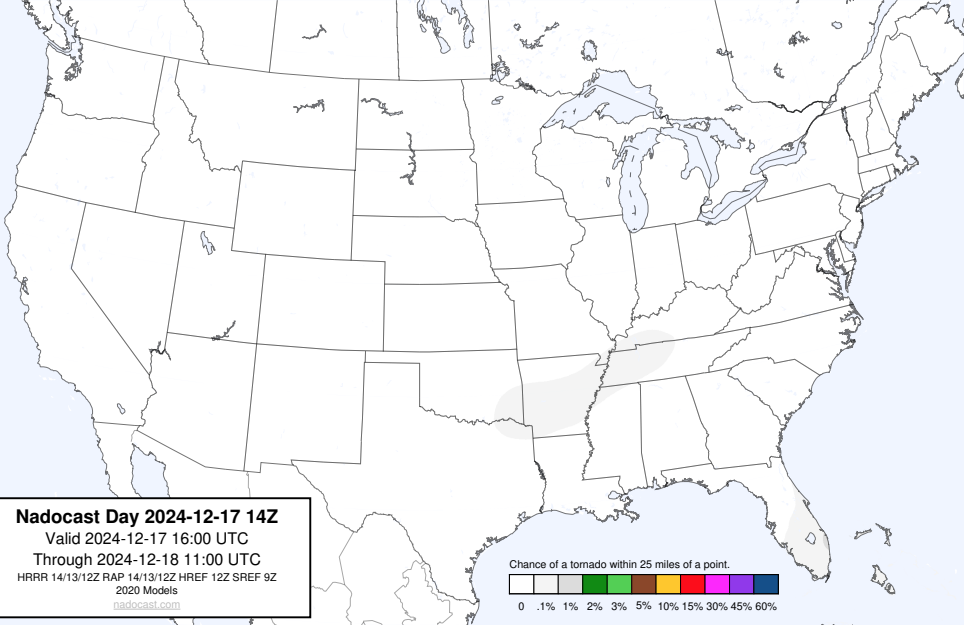 Nadocast Day 2024-12-17 14Z
Valid 2024-12-17 16:00 UTC
Through 2024-12-18 11:00 UTC
HRRR 14/13/12Z RAP 14/13/12Z HREF 12Z SREF 9Z
2020 Models
nadocast.com
Chance of a tornado within 25 miles of a point.
0 .1% 1% 2% 3% 5% 10% 15% 30% 45% 60%